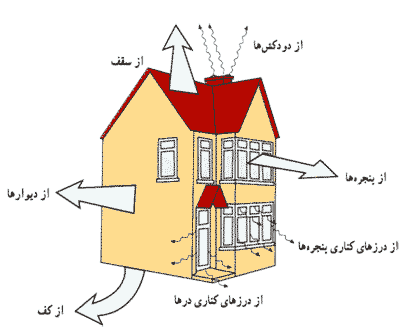 از دودکش‌ها
از سقف
از پنجره‌ها
از دیوارها
از درزهای کناری پنجره‌ها
از درزهای کناری درها
از کف